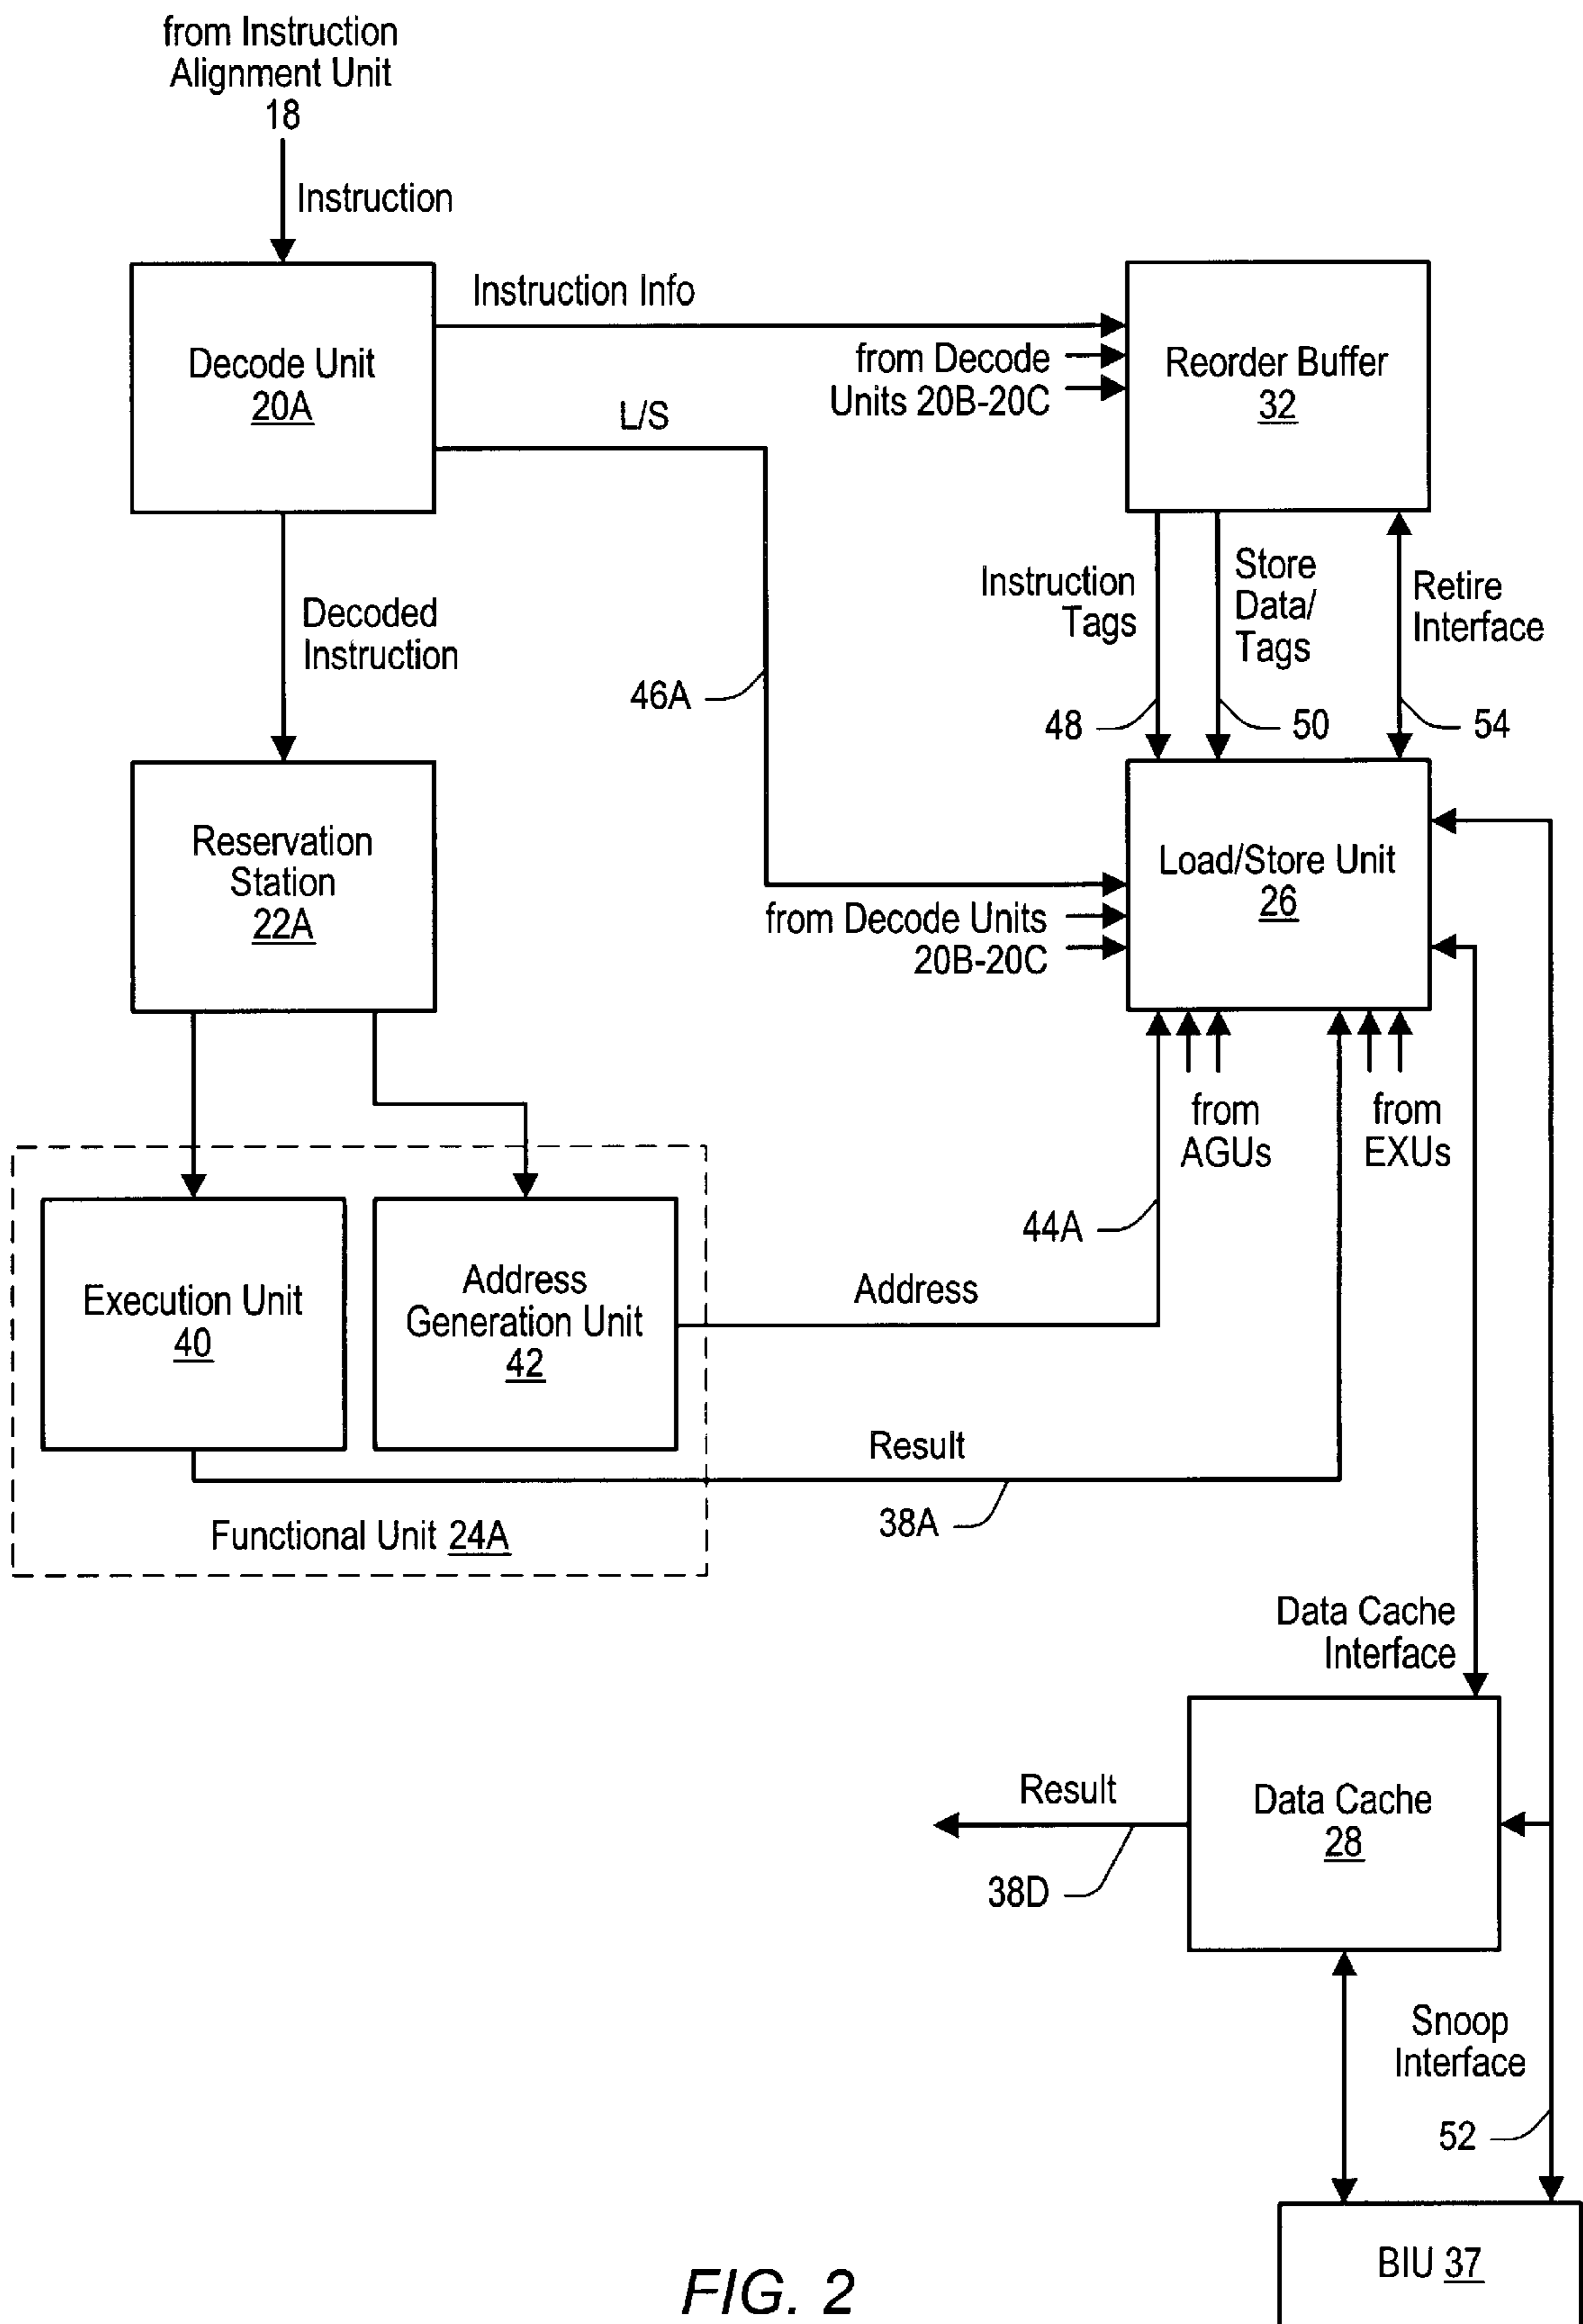 from Instruction
Alignment Unit
18
Instruction
Instruction Info
Decode Unit
20A
from Decode
Units 20B-20C
Reorder Buffer
32
L/S
Decoded
Instruction
46A
Instruction
Tags
Store
Data/
Tags
Retire
Interface
48
50
54
Reservation
Station
22A
Load/Store Unit
26
from Decode Units
20B-20C
from
AGUs
from
EXUs
44A
Execution Unit
40
Address
Generation Unit
42
Address
Result
38A
Functional Unit 24A
Data Cache
Interface
Result
Data Cache
28
38D
Snoop
Interface
52
BIU 37
FIG. 2